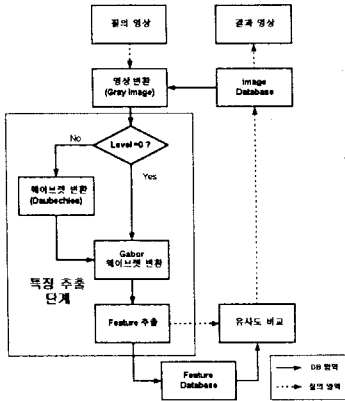 질의 영상
결과 영상
영상 변환
(Gray Image)
Image
Database
No
Level =0 ?
Yes
웨이브렛 변환
(Daubechies)
Gabor
웨이브렛 변환
특징 추출
단계
Feature 추출
유사도 비교
Feature
Database
DB 영역
질의 영역